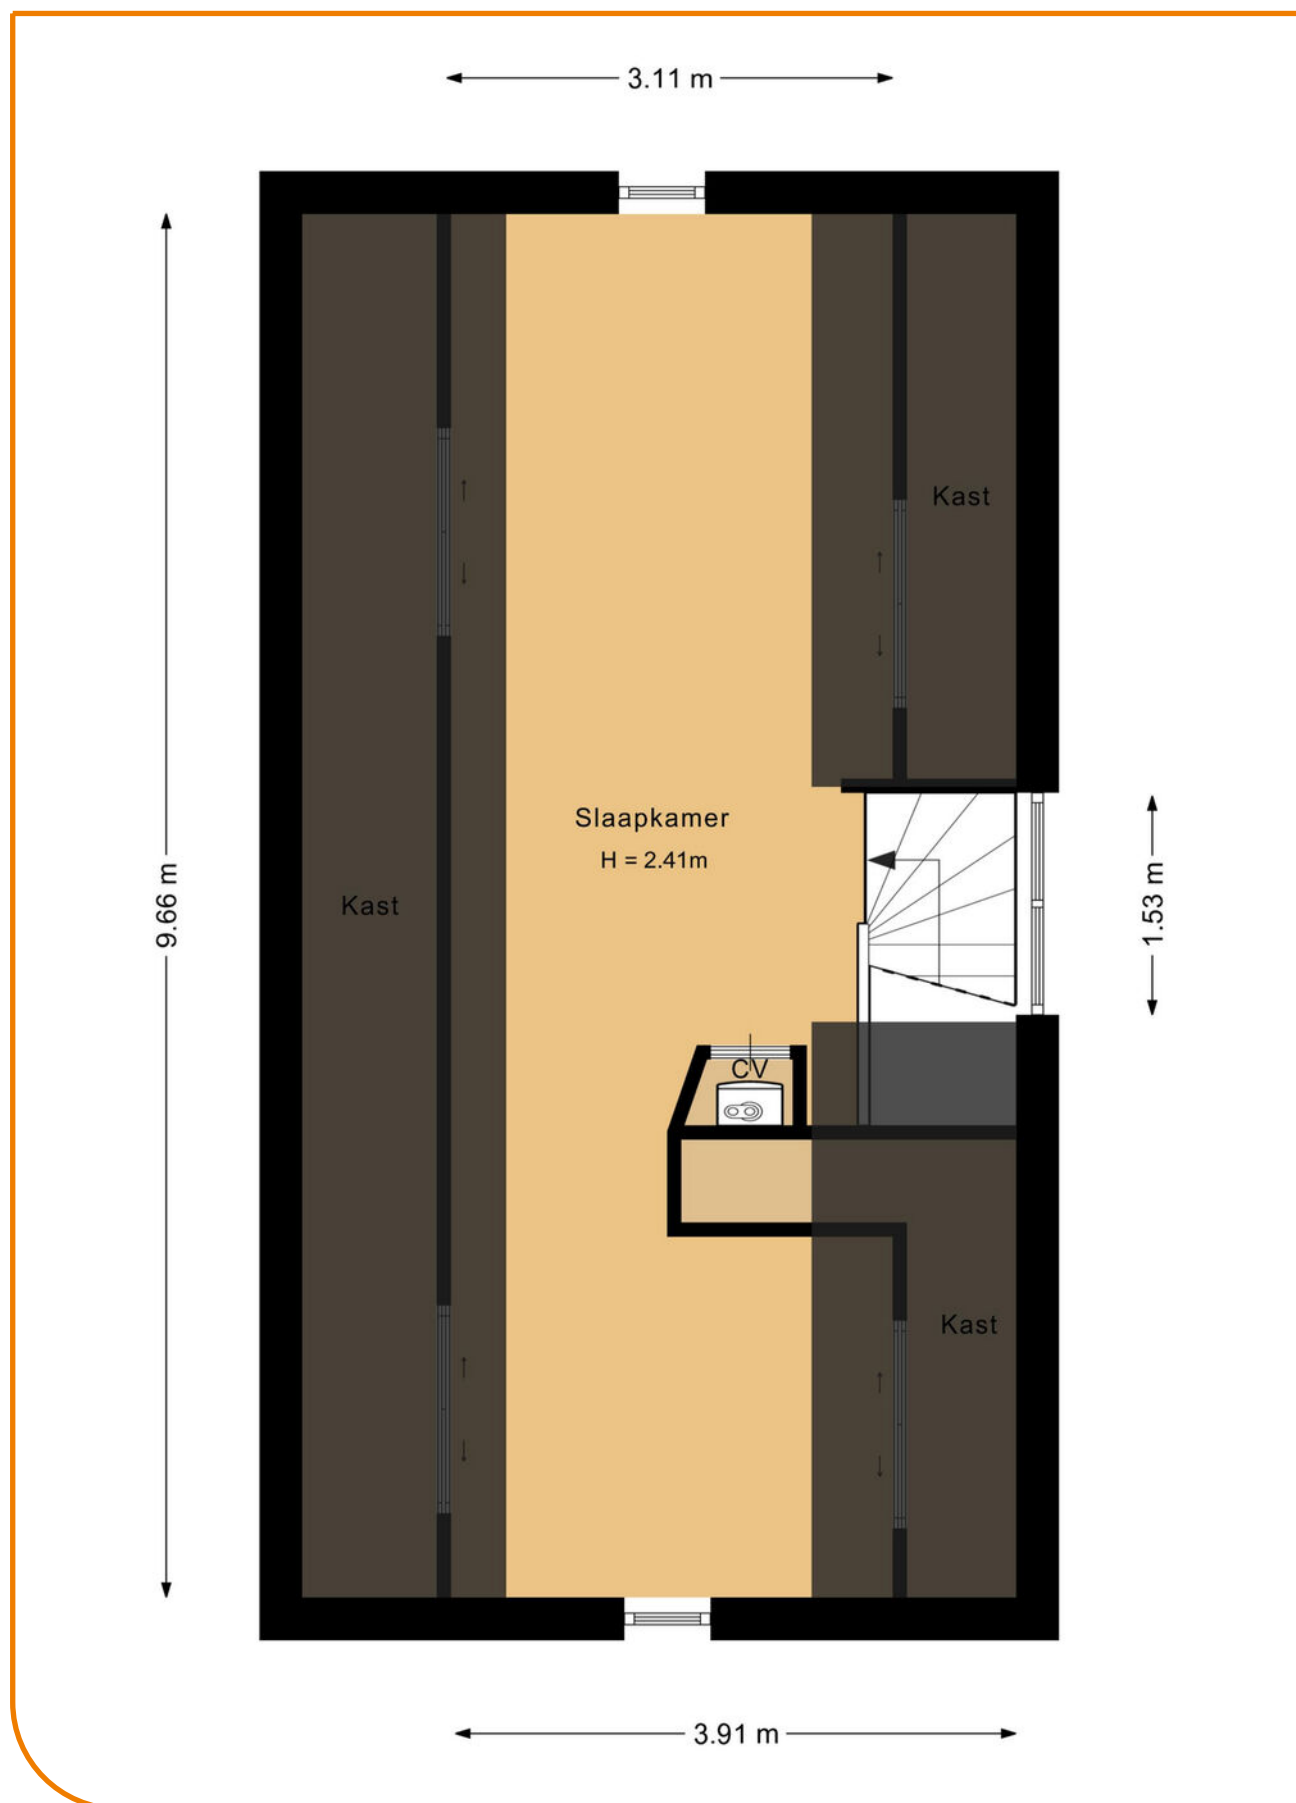 3.11 m
Kast
Slaapkamer
H = 2.41m
9.66 m
Kast
1.53 m
CV
Kast
3.91 m